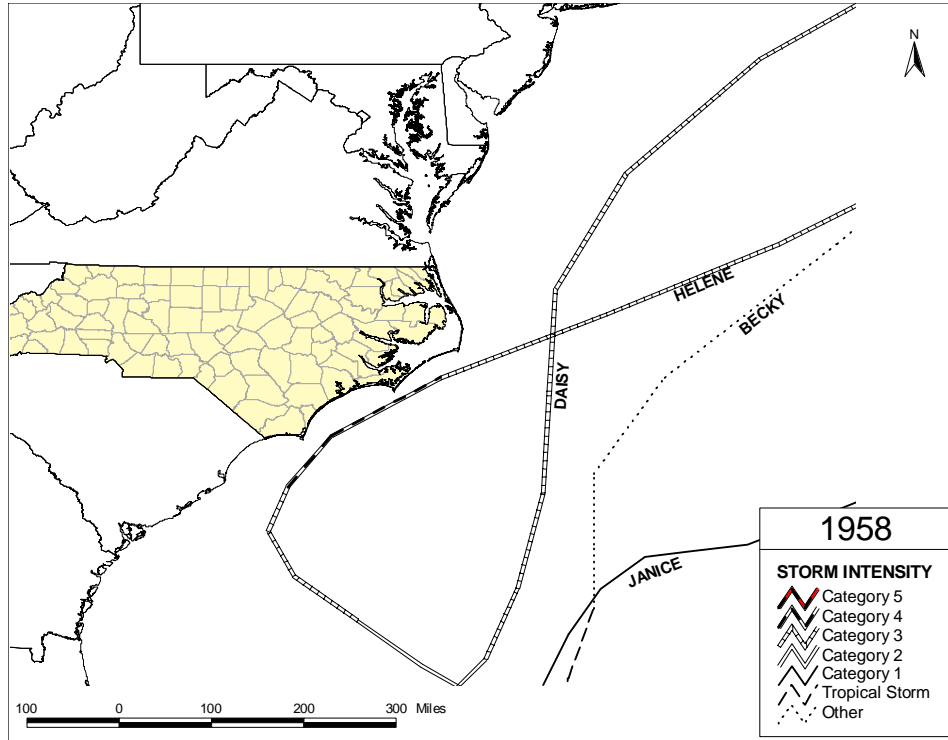 N
HELENE
BECKY
DAISY
JANICE
1958
STORM INTENSITY
Category 5
Category 4
Category 3
Category 2
Category 1
Tropical Storm
Other
100 0 100 200 300 Miles